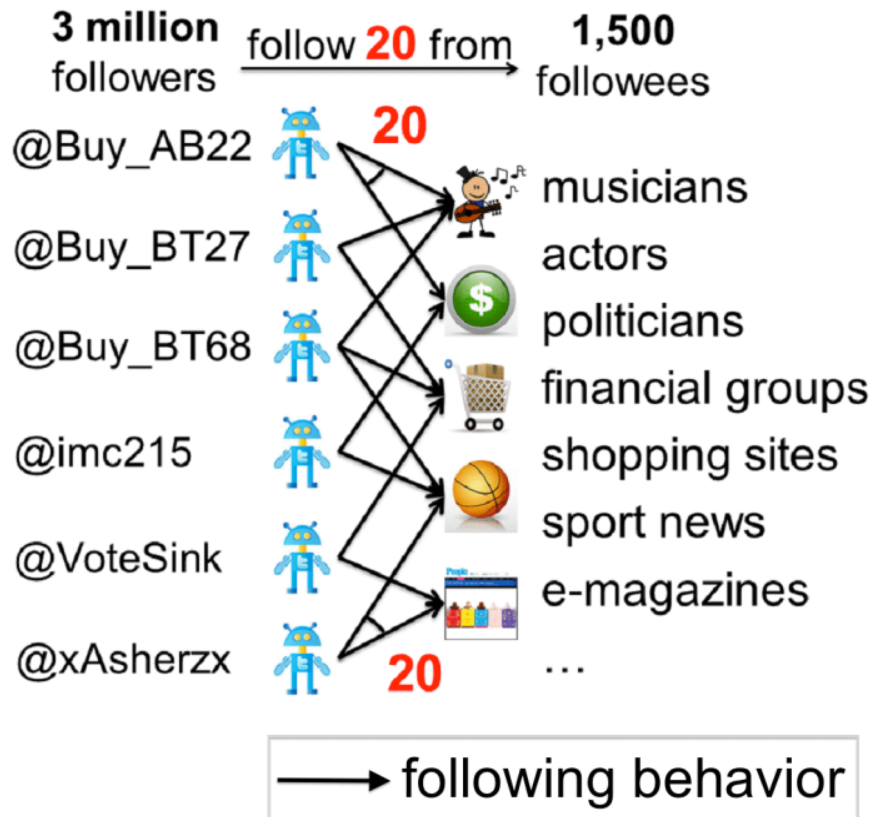 3 million
followers
follow 20 from
1,500
followees
20
@Buy_AB22
@Buy_BT27
@Buy_BT68
@imc215
@VoteSink
@xAsherzx
musicians
actors
politicians
$
financial groups
shopping sites
sport news
People
e-magazines
...
20
following behavior